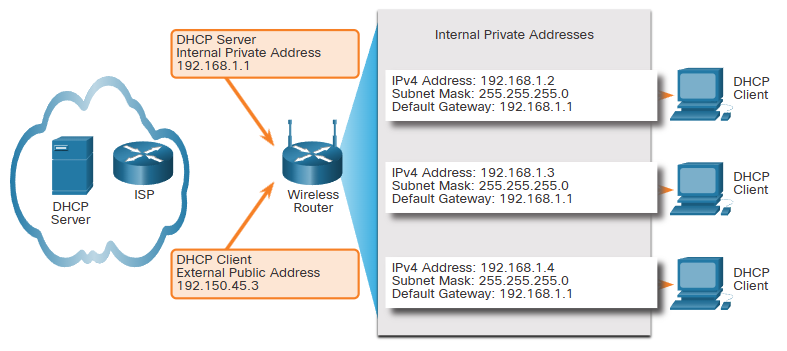 DHCP Server
Internal Private Address
192.168.1.1
Internal Private Addresses
IPv4 Address: 192.168.1.2
Subnet Mask: 255.255.255.0
Default Gateway: 192.168.1.1
DHCP
Client
DHCP
Server
ISP
Wireless
Router
IPv4 Address: 192.168.1.3
Subnet Mask: 255.255.255.0
Default Gateway: 192.168.1.1
DHCP
Client
DHCP Client
External Public Address
192.150.45.3
IPv4 Address: 192.168.1.4
Subnet Mask: 255.255.255.0
Default Gateway: 192.168.1.1
DHCP
Client